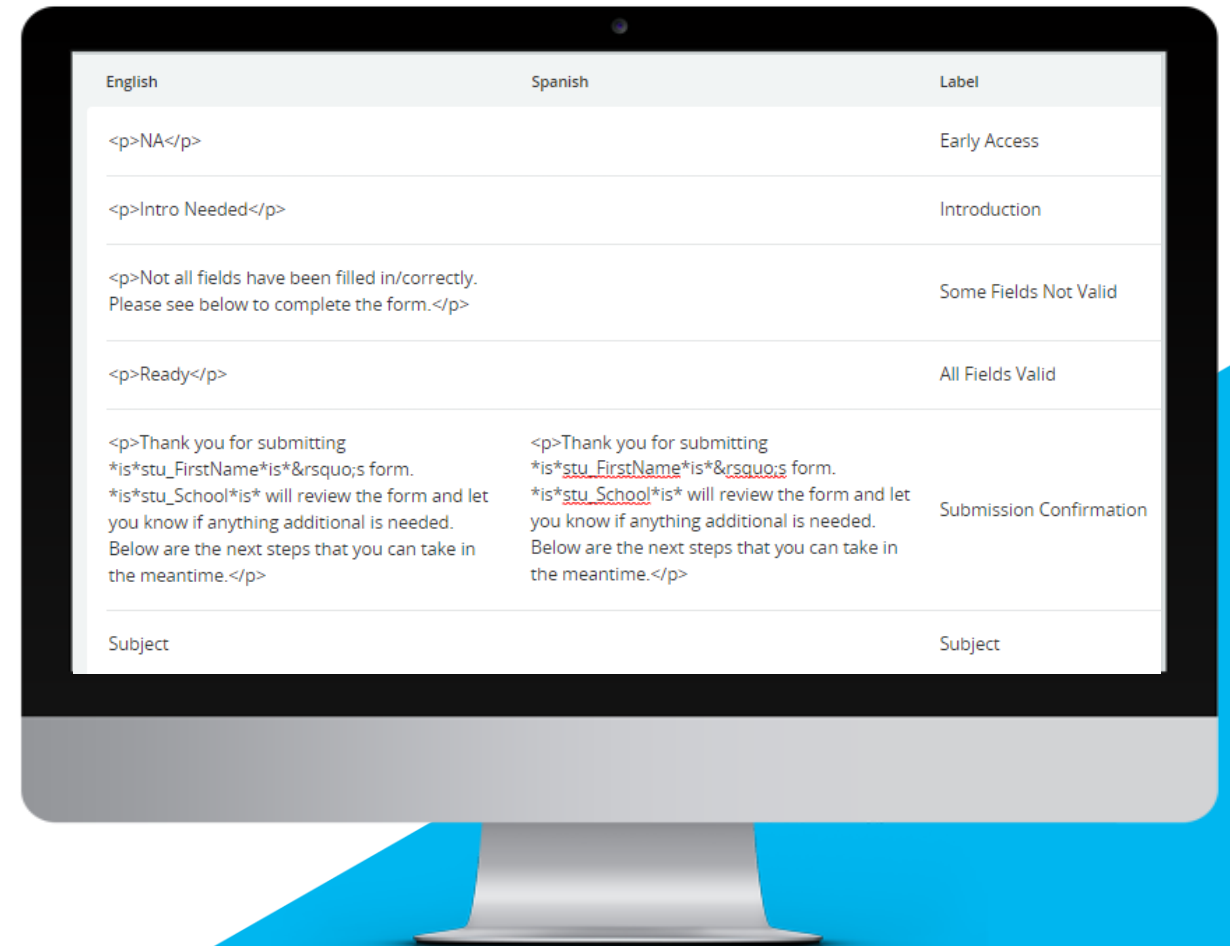 English Spanish Label
<p>NA</p> Early Access
<p>Intro Needed</p> Introduction
<p>Not all fields have been filled in/correctly.
Please see below to complete the form.</p>
Some Fields Not Valid
<p>Ready</p> All Fields Valid
<p>Thank you for submitting
*is*stu_FirstName*is*&rsquo;s form.
*is*stu_School*is* will review the form and let
you know if anything additional is needed.
Below are the next steps that you can take in
the meantime.</p>
<p>Thank you for submitting
*is*stu_FirstName*is*&rsquo;s form.
*is*stu_School*is* will review the form and let
you know if anything additional is needed.
Below are the next steps that you can take in
the meantime.</p>
Submission Confirmation
Subject Subject